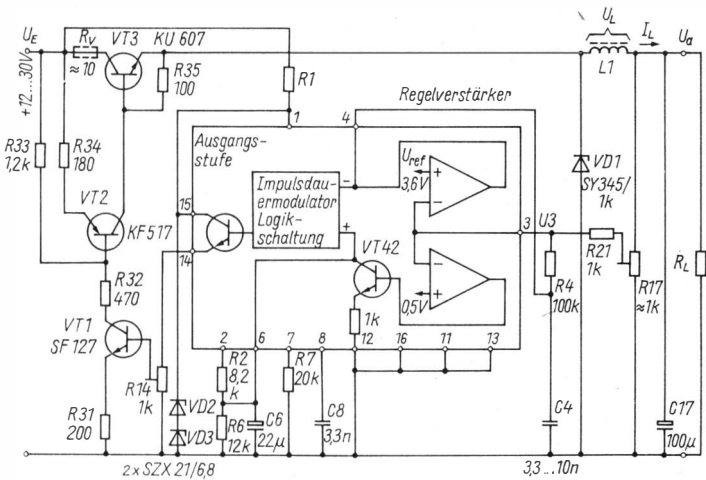 U_E
R_V
≈ 10
VT3
KU 607
+12...30V
R35
100
R1
U_L
I_L
U_a
L1
1
4
Regelverstärker
R33
1,2k
R34
180
Ausgangs-
stufe
Impulsdau-
ermodulator
Logik-
schaltung
-
+
U_ref
3,6V
+
-
VD1
SY345/
1k
VT2
KF517
15
14
3
U3
VT42
-
+
0,5V
R21
1k
R4
100k
R17
≈1k
R_L
R32
470
VT1
SF 127
1k
2
6
7
8
12
16
11
13
R14
1k
R2
8,2
k
R7
20k
R31
200
VD2
VD3
R6
12k
C6
22µ
C8
3,3n
C4
C17
100µ
2 x SZX 21/6,8
3,3...10n